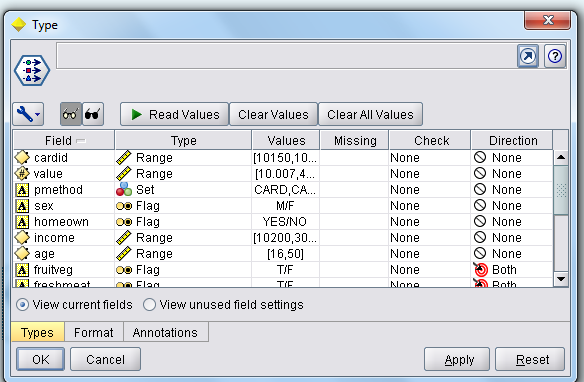 Type
Read Values Clear Values Clear All Values
Field Type Values Missing Check Direction
cardid Range [10150,10... None None
value Range [10.007,4... None None
A pmethod Set CARD,CA... None None
A sex Flag M/F None None
A homeown Flag YES/NO None None
income Range [10200,30... None None
age Range [16,50] None None
A fruitveg Flag T/F None Both
A freshmeat Flag T/F None Both
View current fields View unused field settings
Types Format Annotations
OK Cancel Apply Reset